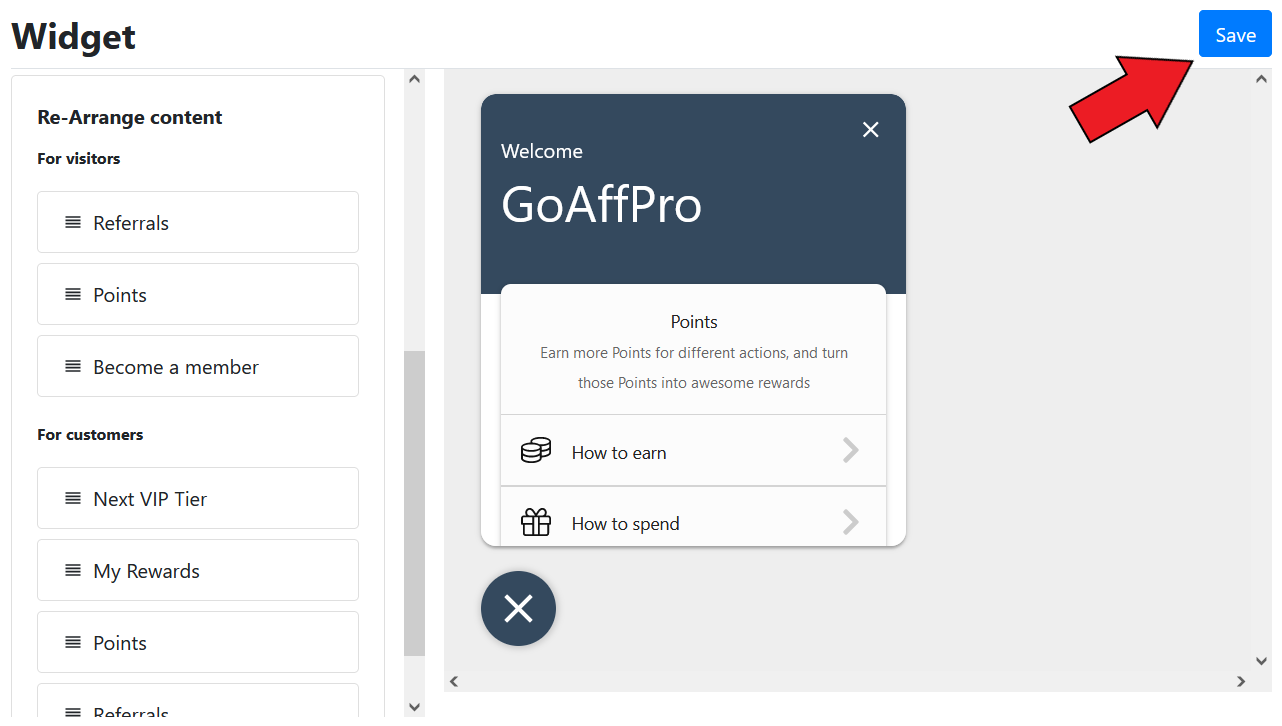 Widget
Save
Re-Arrange content
For visitors
Referrals
Points
Become a member
For customers
Next VIP Tier
My Rewards
Points
Referrals
Welcome
GoAffPro
Points
Earn more Points for different actions, and turn
those Points into awesome rewards
How to earn
How to spend